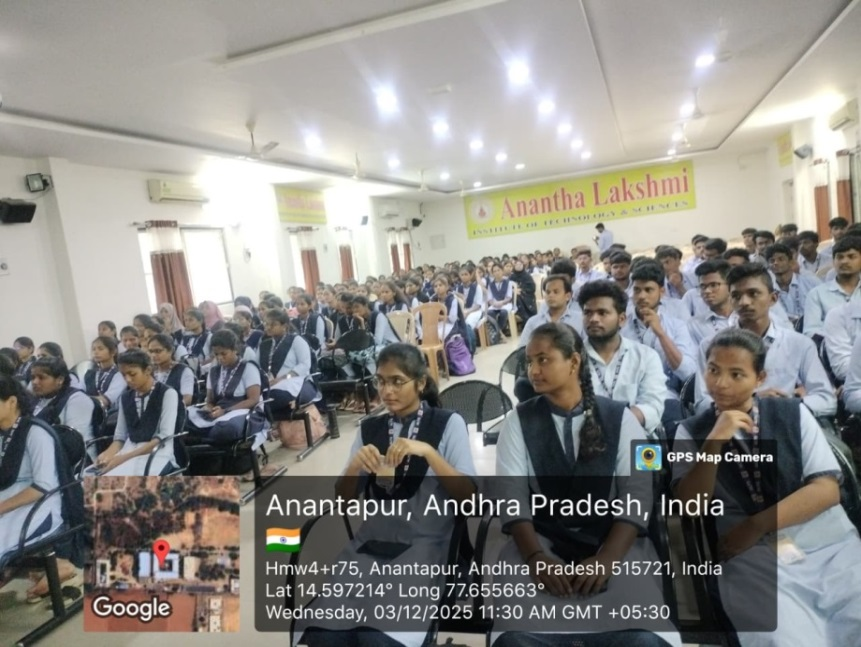 Anantha Lakshmi
INSTITUTE OF TECHNOLOGY & SCIENCES
GPS Map Camera
Anantapur, Andhra Pradesh, India
Hmw4+r75, Anantapur, Andhra Pradesh 515721, India
Lat 14.597214° Long 77.655663°
Wednesday, 03/12/2025 11:30 AM GMT +05:30
Google